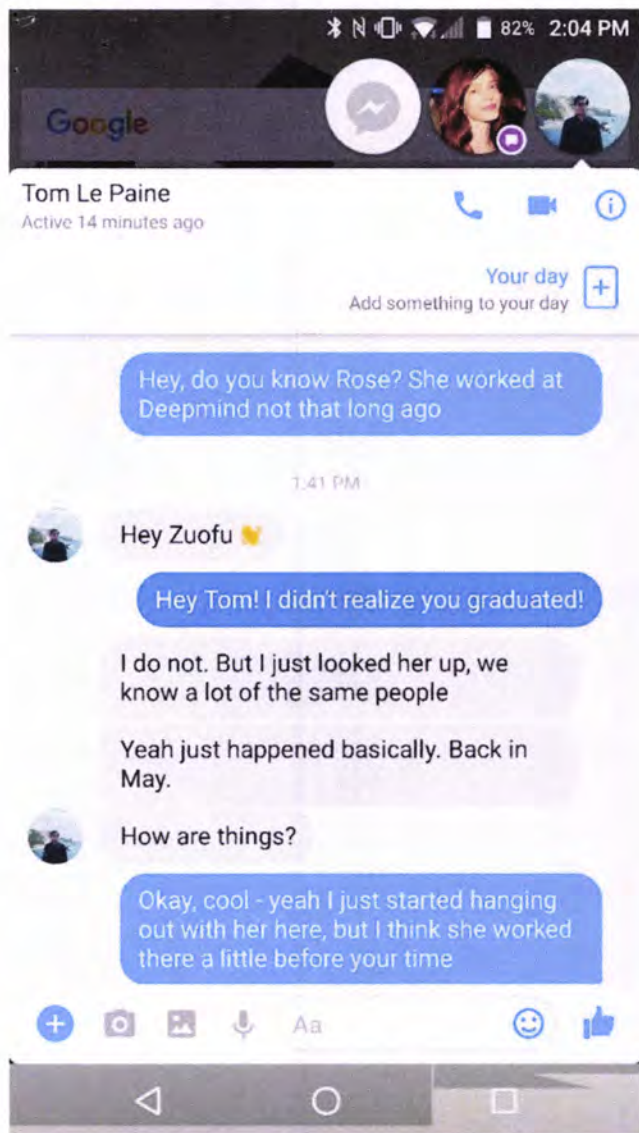 82% 2:04 PM
Google
Tom Le Paine
Active 14 minutes ago
Your day
Add something to your day
Hey, do you know Rose? She worked at
Deepmind not that long ago
1:41 PM
Hey Zuofu 👋
Hey Tom! I didn't realize you graduated!
I do not. But I just looked her up, we
know a lot of the same people
Yeah just happened basically. Back in
May.
How are things?
Okay, cool - yeah I just started hanging
out with her here, but I think she worked
there a little before your time
Aa